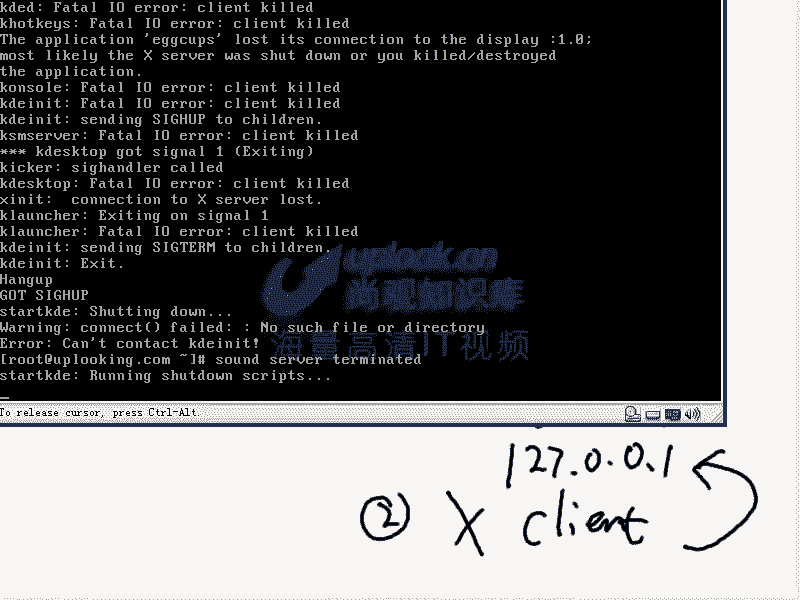 kded: Fatal IO error: client killed
khotkeys: Fatal IO error: client killed
The application 'eggcups' lost its connection to the display :1.0;
most likely the X server was shut down or you killed/destroyed
the application.
konsole: Fatal IO error: client killed
kdeinit: Fatal IO error: client killed
kdeinit: sending SIGHUP to children.
ksmserver: Fatal IO error: client killed
*** kdesktop got signal 1 (Exiting)
kicker: sighandler called
kdesktop: Fatal IO error: client killed
xinit:  connection to X server lost.
klauncher: Exiting on signal 1
klauncher: Fatal IO error: client killed
kdeinit: sending SIGTERM to children.
kdeinit: Exit.
Hangup
GOT SIGHUP
startkde: Shutting down...
Warning: connect() failed: : No such file or directory
Error: Can't contact kdeinit!
[root@uplooking.com ~]# sound server terminated
startkde: Running shutdown scripts...
uplook.cn
尚观知识库
海量高清IT视频
To release cursor, press Ctrl-Alt.
127.0.0.1
② X client